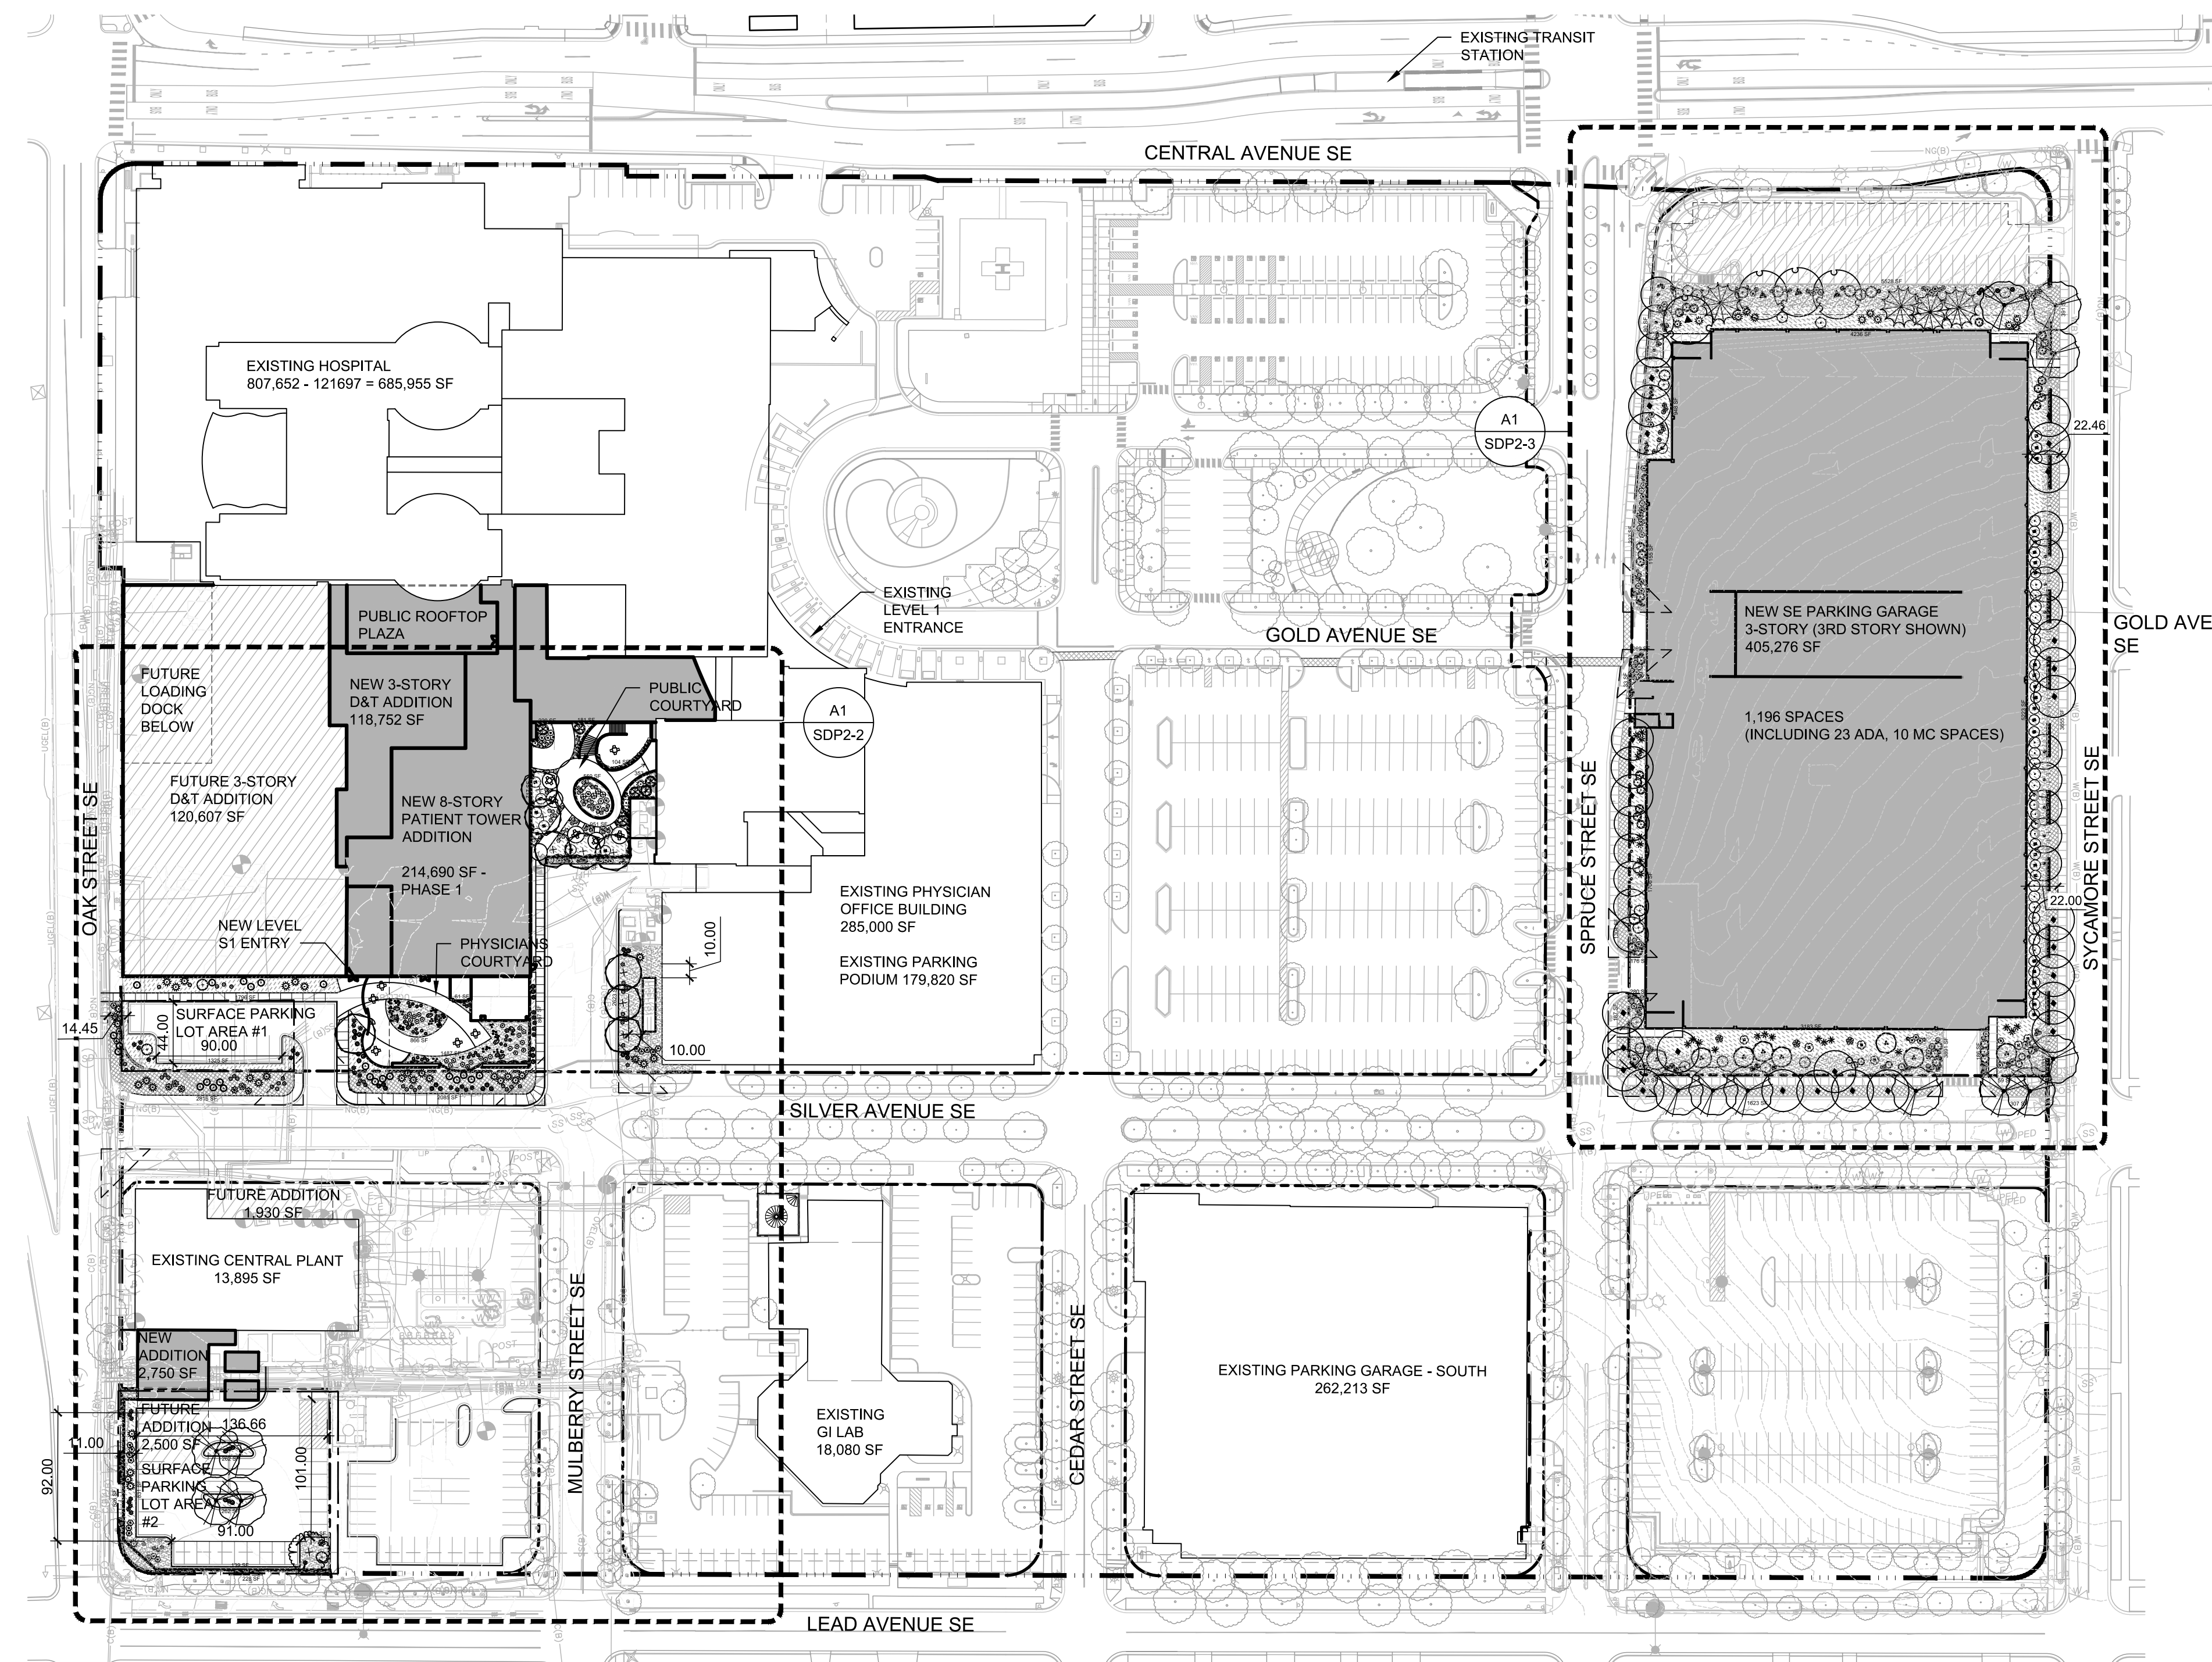 EXISTING TRANSIT
STATION
CENTRAL AVENUE SE
NG(B)
EXISTING HOSPITAL
807,652 - 121697 = 685,955 SF
H
A1
SDP2-3
22.46
EXISTING
LEVEL 1
ENTRANCE
GOLD AVENUE SE
GOLD AVE
SE
PUBLIC ROOFTOP
PLAZA
NEW SE PARKING GARAGE
3-STORY (3RD STORY SHOWN)
405,276 SF
1,196 SPACES
(INCLUDING 23 ADA, 10 MC SPACES)
FUTURE
LOADING
DOCK
BELOW
NEW 3-STORY
D&T ADDITION
118,752 SF
PUBLIC
COURTYARD
A1
SDP2-2
FUTURE 3-STORY
D&T ADDITION
120,607 SF
NEW 8-STORY
PATIENT TOWER
ADDITION
214,690 SF -
PHASE 1
OAK STREET SE
SPRUCE STREET SE
SYCAMORE STREET SE
22.00
EXISTING PHYSICIAN
OFFICE BUILDING
285,000 SF
EXISTING PARKING
PODIUM 179,820 SF
NEW LEVEL
S1 ENTRY
PHYSICIANS
COURTYARD
10.00
10.00
14.45
44.00
SURFACE PARKING
LOT AREA #1
90.00
SILVER AVENUE SE
FUTURE ADDITION
1,930 SF
EXISTING CENTRAL PLANT
13,895 SF
NEW
ADDITION
2,750 SF
FUTURE
ADDITION
2,500 SF
136.66
11.00
92.00
101.00
SURFACE
PARKING
LOT AREA
#2
91.00
MULBERRY STREET SE
EXISTING
GI LAB
18,080 SF
CEDAR STREET SE
EXISTING PARKING GARAGE - SOUTH
262,213 SF
LEAD AVENUE SE